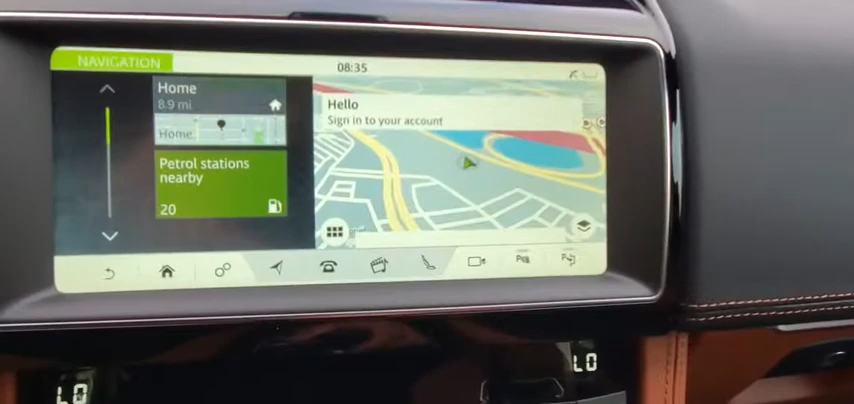 NAVIGATION
08:35
Home
8.9 mi
Home
Hello
Sign in to your account
Petrol stations
nearby
20
LO
LO